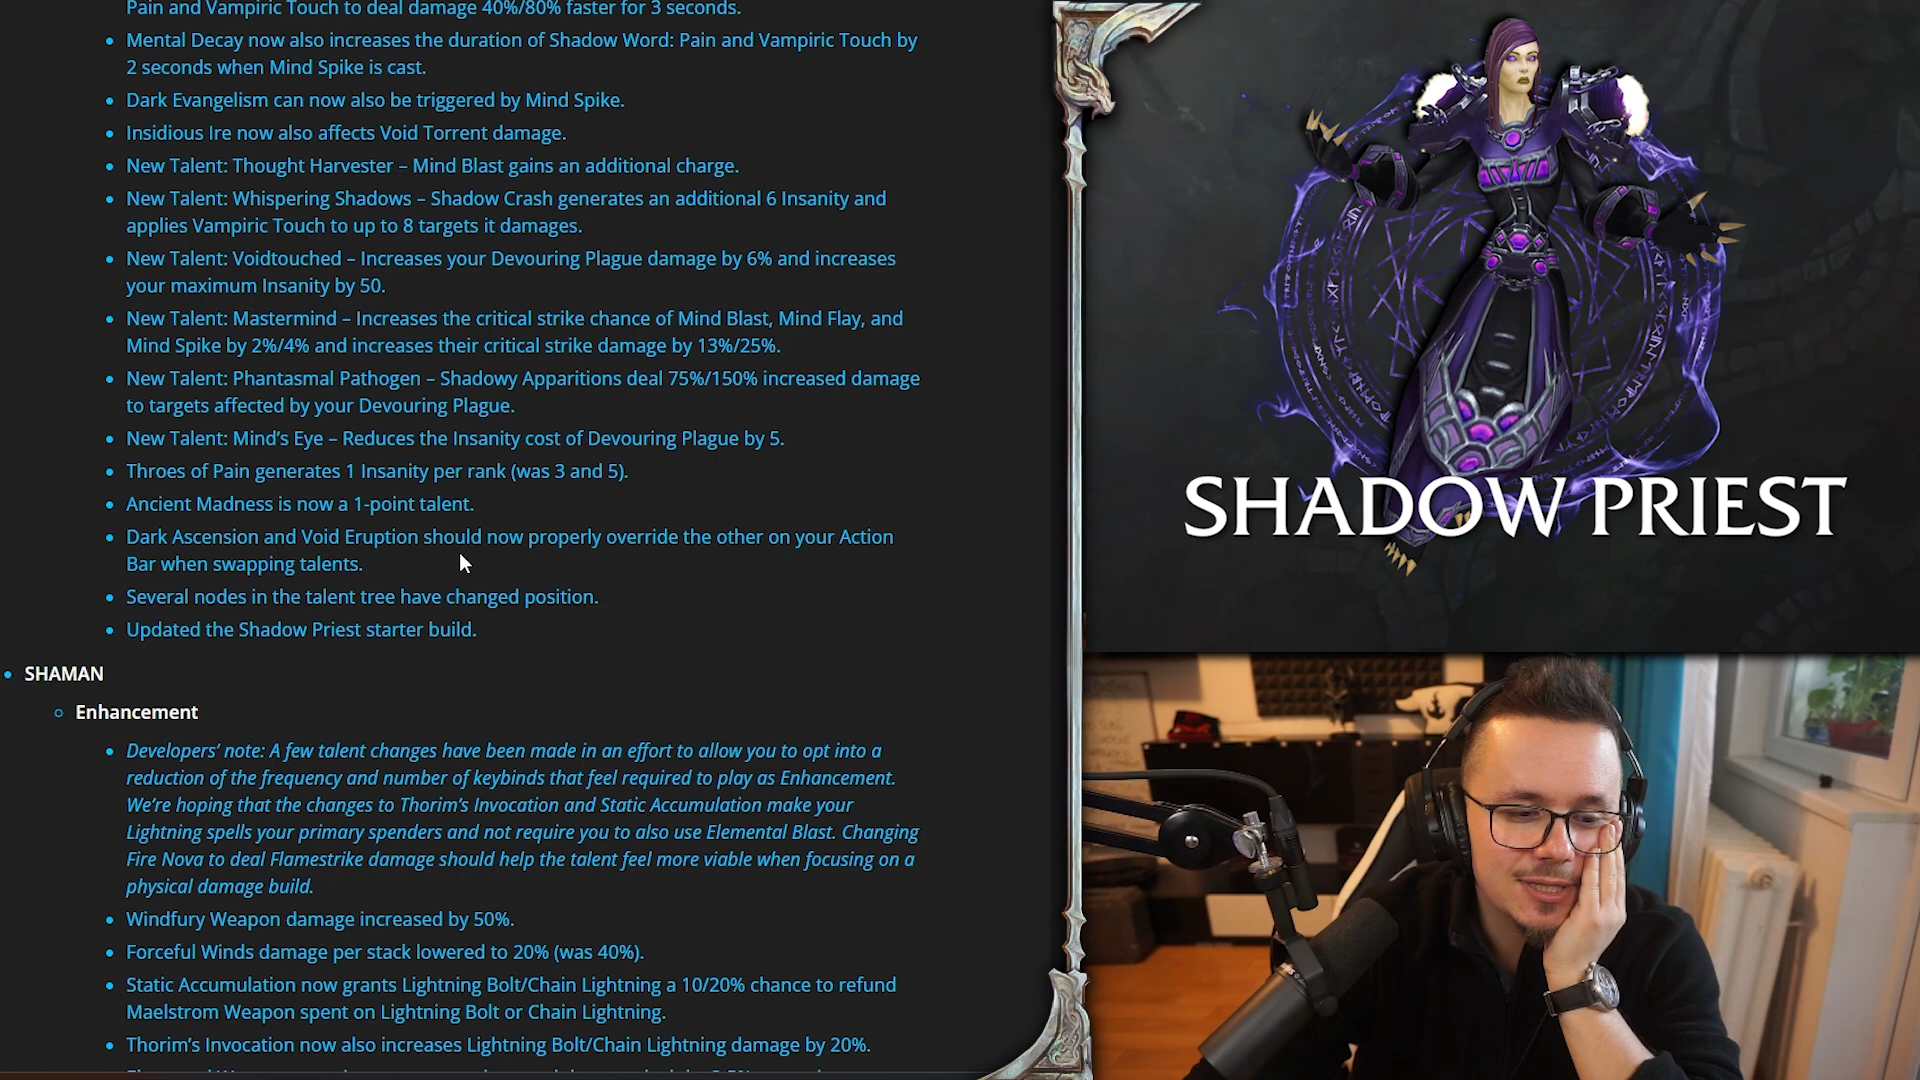 Pain and Vampiric Touch to deal damage 40%/80% faster for 3 seconds.
Mental Decay now also increases the duration of Shadow Word: Pain and Vampiric Touch by
2 seconds when Mind Spike is cast.
Dark Evangelism can now also be triggered by Mind Spike.
Insidious Ire now also affects Void Torrent damage.
New Talent: Thought Harvester – Mind Blast gains an additional charge.
New Talent: Whispering Shadows – Shadow Crash generates an additional 6 Insanity and
applies Vampiric Touch to up to 8 targets it damages.
New Talent: Voidtouched – Increases your Devouring Plague damage by 6% and increases
your maximum Insanity by 50.
New Talent: Mastermind – Increases the critical strike chance of Mind Blast, Mind Flay, and
Mind Spike by 2%/4% and increases their critical strike damage by 13%/25%.
New Talent: Phantasmal Pathogen – Shadowy Apparitions deal 75%/150% increased damage
to targets affected by your Devouring Plague.
New Talent: Mind’s Eye – Reduces the Insanity cost of Devouring Plague by 5.
Throes of Pain generates 1 Insanity per rank (was 3 and 5).
Ancient Madness is now a 1-point talent.
Dark Ascension and Void Eruption should now properly override the other on your Action
Bar when swapping talents.
Several nodes in the talent tree have changed position.
Updated the Shadow Priest starter build.
SHAMAN
Enhancement
Developers’ note: A few talent changes have been made in an effort to allow you to opt into a
reduction of the frequency and number of keybinds that feel required to play as Enhancement.
We’re hoping that the changes to Thorim’s Invocation and Static Accumulation make your
Lightning spells your primary spenders and not require you to also use Elemental Blast. Changing
Fire Nova to deal Flamestrike damage should help the talent feel more viable when focusing on a
physical damage build.
Windfury Weapon damage increased by 50%.
Forceful Winds damage per stack lowered to 20% (was 40%).
Static Accumulation now grants Lightning Bolt/Chain Lightning a 10/20% chance to refund
Maelstrom Weapon spent on Lightning Bolt or Chain Lightning.
Thorim’s Invocation now also increases Lightning Bolt/Chain Lightning damage by 20%.
SHADOW PRIEST